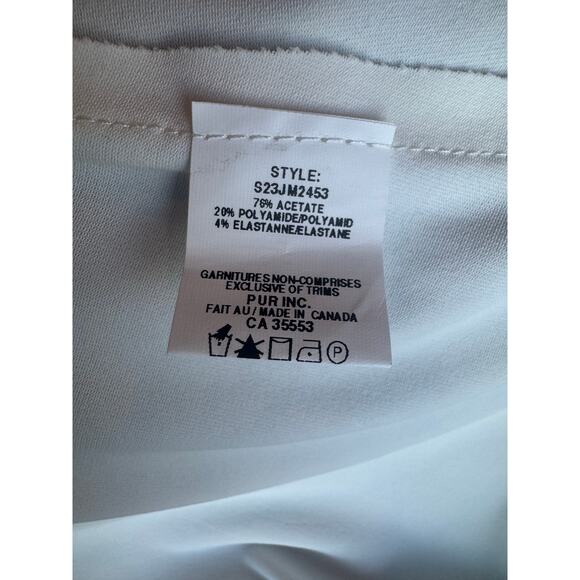 STYLE:
S23JM2453
76% ACETATE
20% POLYAMIDE/POLYAMID
4% ELASTANNE/ELASTANE
GARNITURES NON-COMPRISES
EXCLUSIVE OF TRIMS
PUR INC.
FAIT AU / MADE IN CANADA
CA 35553
P